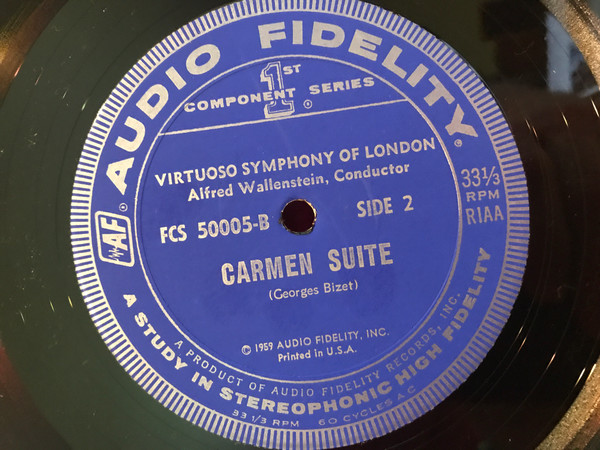 AUDIO FIDELITY®
1ST
COMPONENT SERIES ®
VIRTUOSO SYMPHONY OF LONDON
Alfred Wallenstein, Conductor
33⅓
RPM
RIAA
AF
FCS 50005-B
SIDE 2
CARMEN SUITE
(Georges Bizet)
© 1959 AUDIO FIDELITY, INC.
Printed in U.S.A.
A PRODUCT OF AUDIO FIDELITY RECORDS, INC.
A STUDY IN STEREOPHONIC HIGH FIDELITY
33 1/3 RPM 60 CYCLES A C